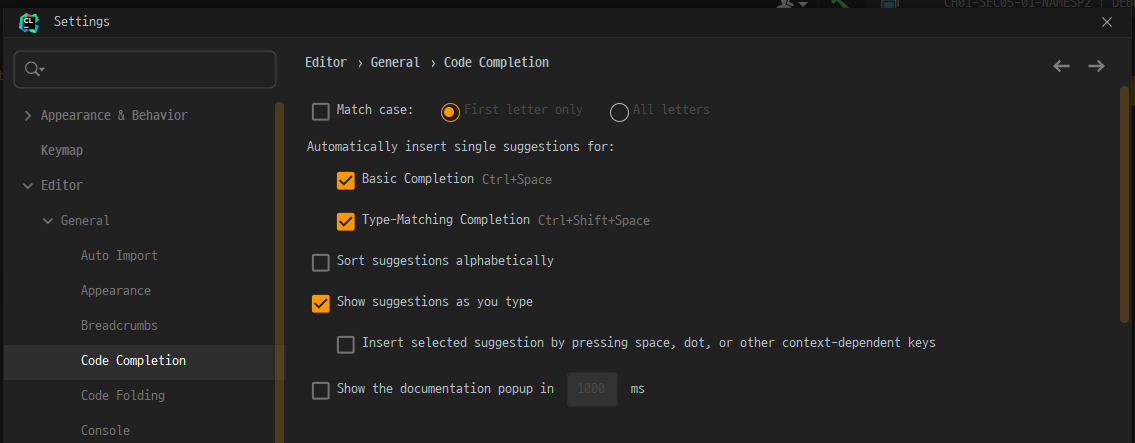 CH01-SEC05-01-NAMESP2 | DEB
CL
Settings
Editor › General › Code Completion
Appearance & Behavior
Keymap
Editor
General
Auto Import
Appearance
Breadcrumbs
Code Completion
Code Folding
Console
Match case: First letter only All letters
Automatically insert single suggestions for:
Basic Completion Ctrl+Space
Type-Matching Completion Ctrl+Shift+Space
Sort suggestions alphabetically
Show suggestions as you type
Insert selected suggestion by pressing space, dot, or other context-dependent keys
Show the documentation popup in 1000 ms